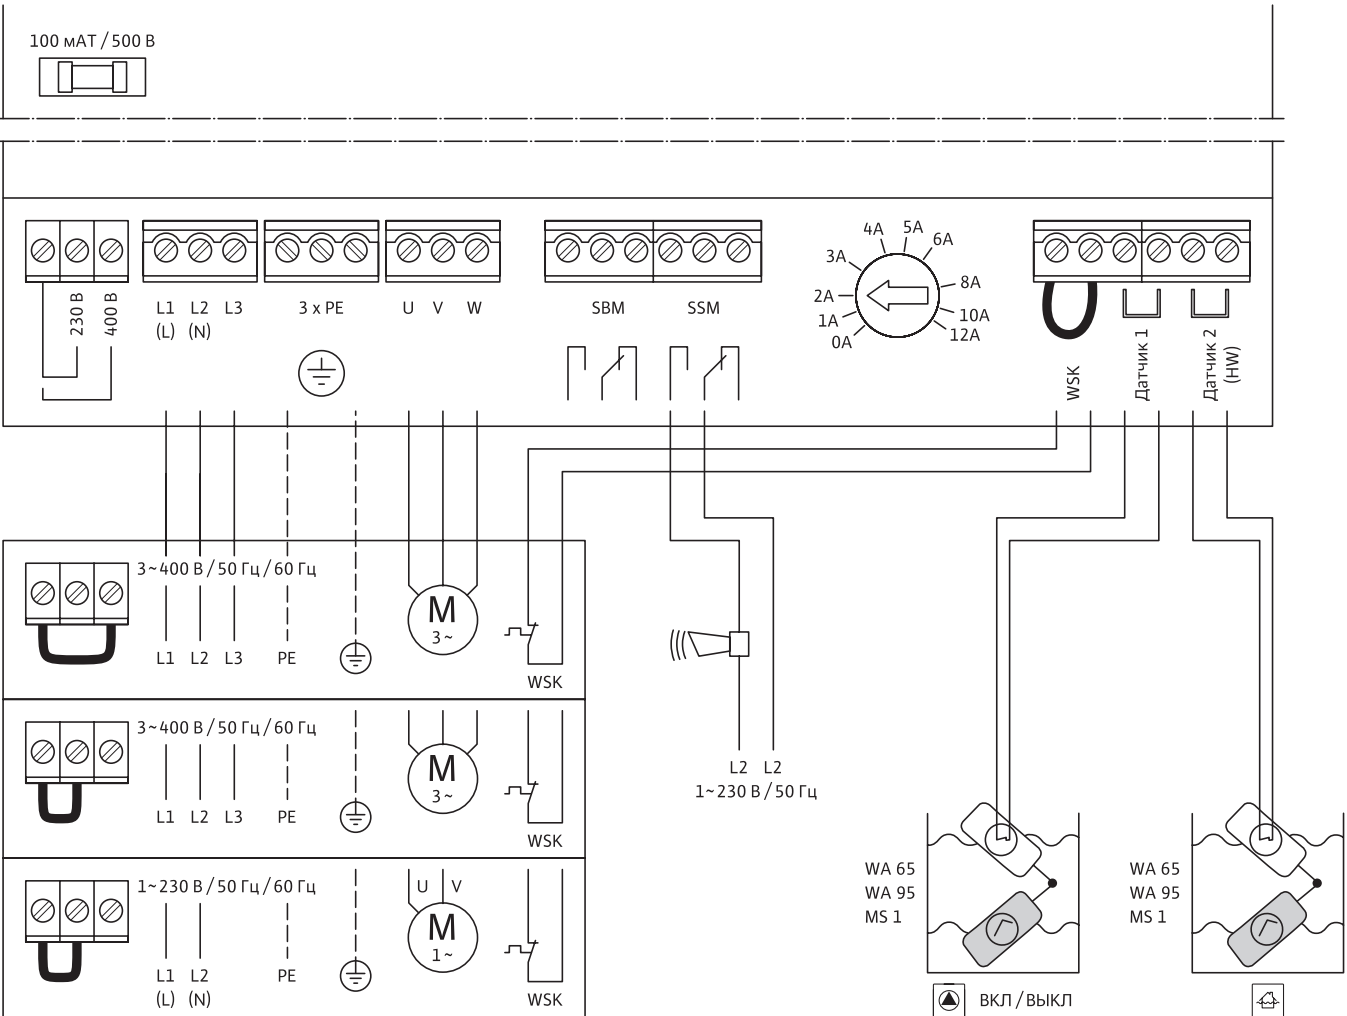 100 мАТ / 500 В
4A 5A 6A
3A 8A
2A 10A
1A 12A
0A
230 В
400 В
L1 L2 L3
(L) (N)
3 x PE
U V W
SBM SSM
WSK
Датчик 1
Датчик 2
(HW)
3~400 В / 50 Гц / 60 Гц
M
3~
L1 L2 L3 PE
WSK
3~400 В / 50 Гц / 60 Гц
M
3~
L1 L2 L3 PE
WSK
1~230 В / 50 Гц / 60 Гц
U V
M
1~
L1 L2 PE
(L) (N)
WSK
L2 L2
1~230 В / 50 Гц
WA 65
WA 95
MS 1
ВКЛ / ВЫКЛ
WA 65
WA 95
MS 1